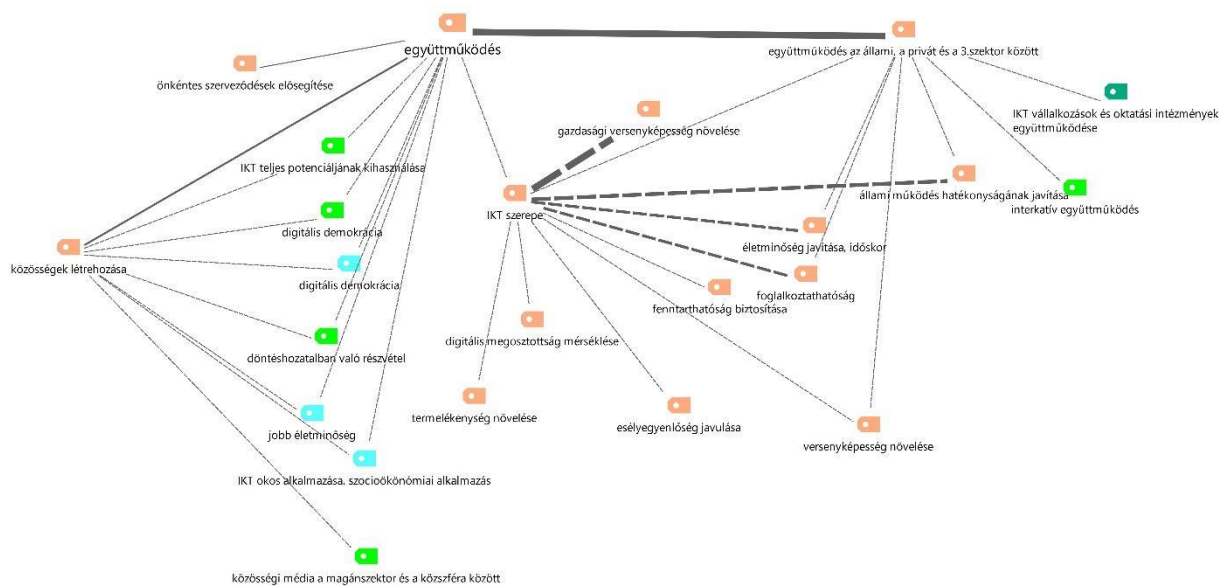 együttműködés
együttműködés az állami, a privát és a 3.szektor között
önkéntes szerveződések elősegítése
IKT vállalkozások és oktatási intézmények
együttműködése
gazdasági versenyképesség növelése
IKT teljes potenciáljának kihasználása
állami működés hatékonyságának javítása
interkatív együttműködés
IKT szerepe
digitális demokrácia
életminőség javítása, időskor
közösségek létrehozása
digitális demokrácia
foglalkoztathatóság
fenntarthatóság biztosítása
digitális megosztottság mérséklése
döntéshozatalban való részvétel
termelékenység növelése
esélyegyenlőség javulása
jobb életminőség
versenyképesség növelése
IKT okos alkalmazása. szocioökönómiai alkalmazás
közösségi média a magánszektor és a közszféra között